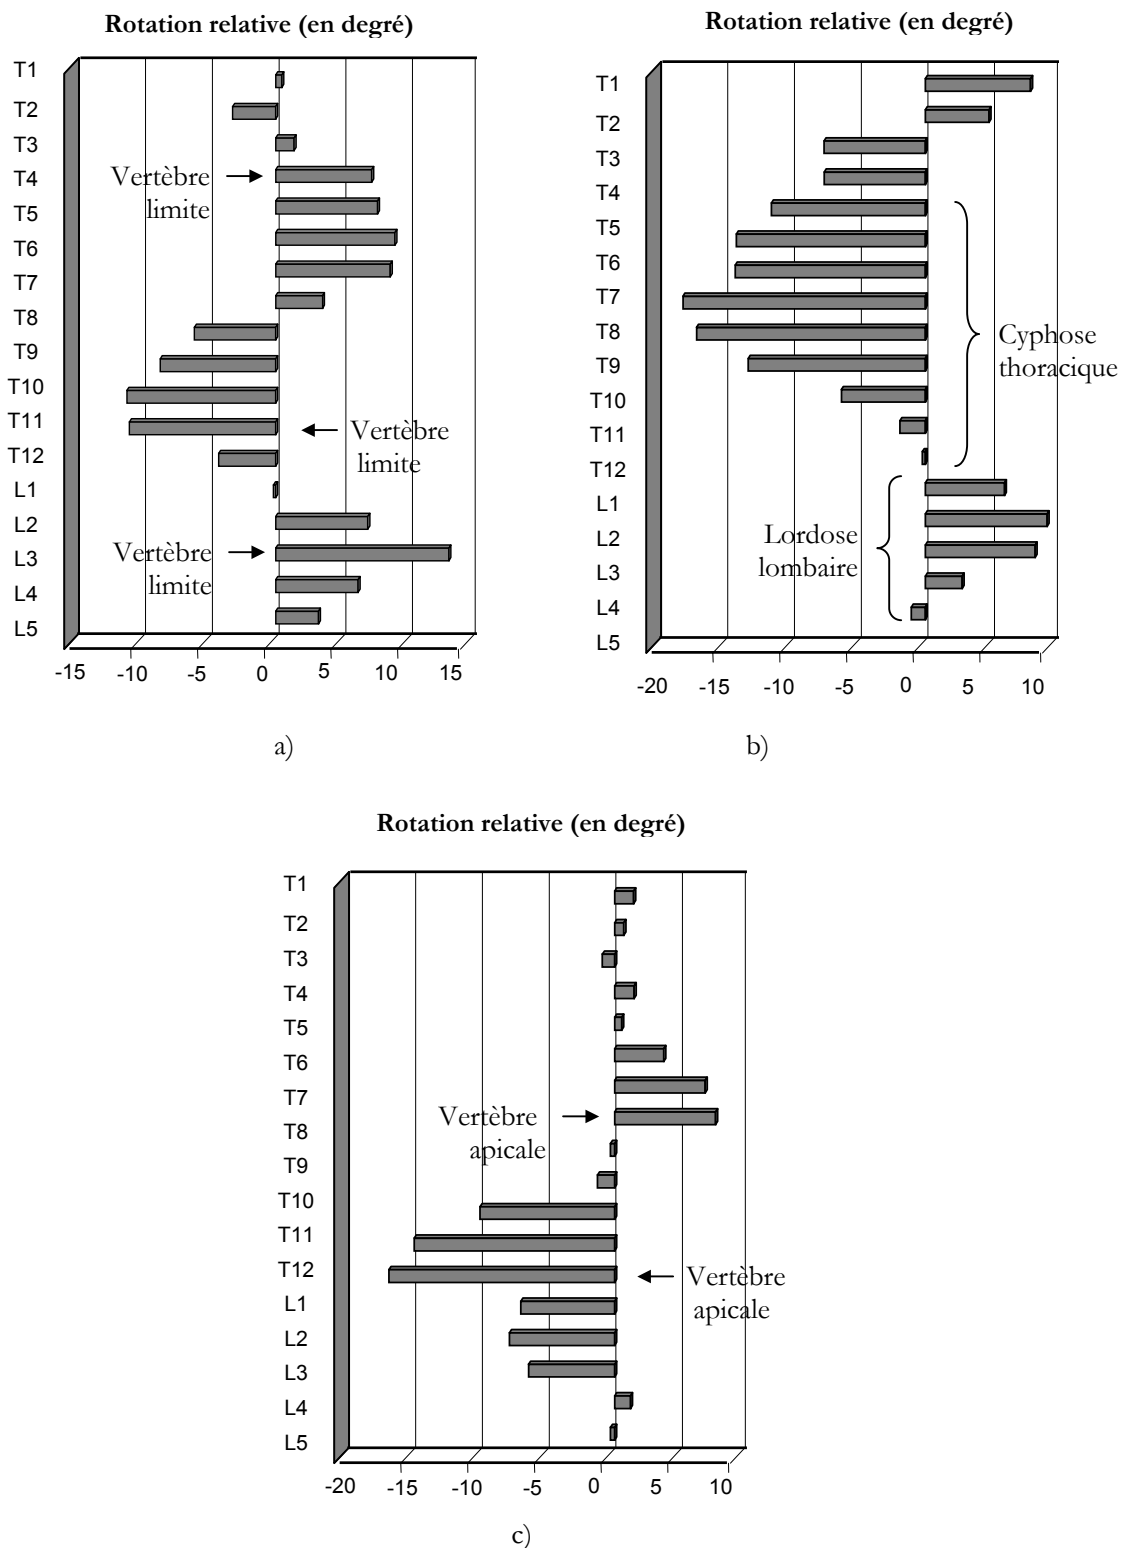 Rotation relative (en degré)
T1
T2
T3
T4
T5
T6
T7
T8
T9
T10
T11
T12
L1
L2
L3
L4
L5
Vertèbre
limite
Vertèbre
limite
Vertèbre
limite
-15 -10 -5 0 5 10 15
a)
Rotation relative (en degré)
T1
T2
T3
T4
T5
T6
T7
T8
T9
T10
T11
T12
L1
L2
L3
L4
L5
Cyphose
thoracique
Lordose
lombaire
-20 -15 -10 -5 0 5 10
b)
Rotation relative (en degré)
T1
T2
T3
T4
T5
T6
T7
T8
T9
T10
T11
T12
L1
L2
L3
L4
L5
Vertèbre
apicale
Vertèbre
apicale
-20 -15 -10 -5 0 5 10
c)